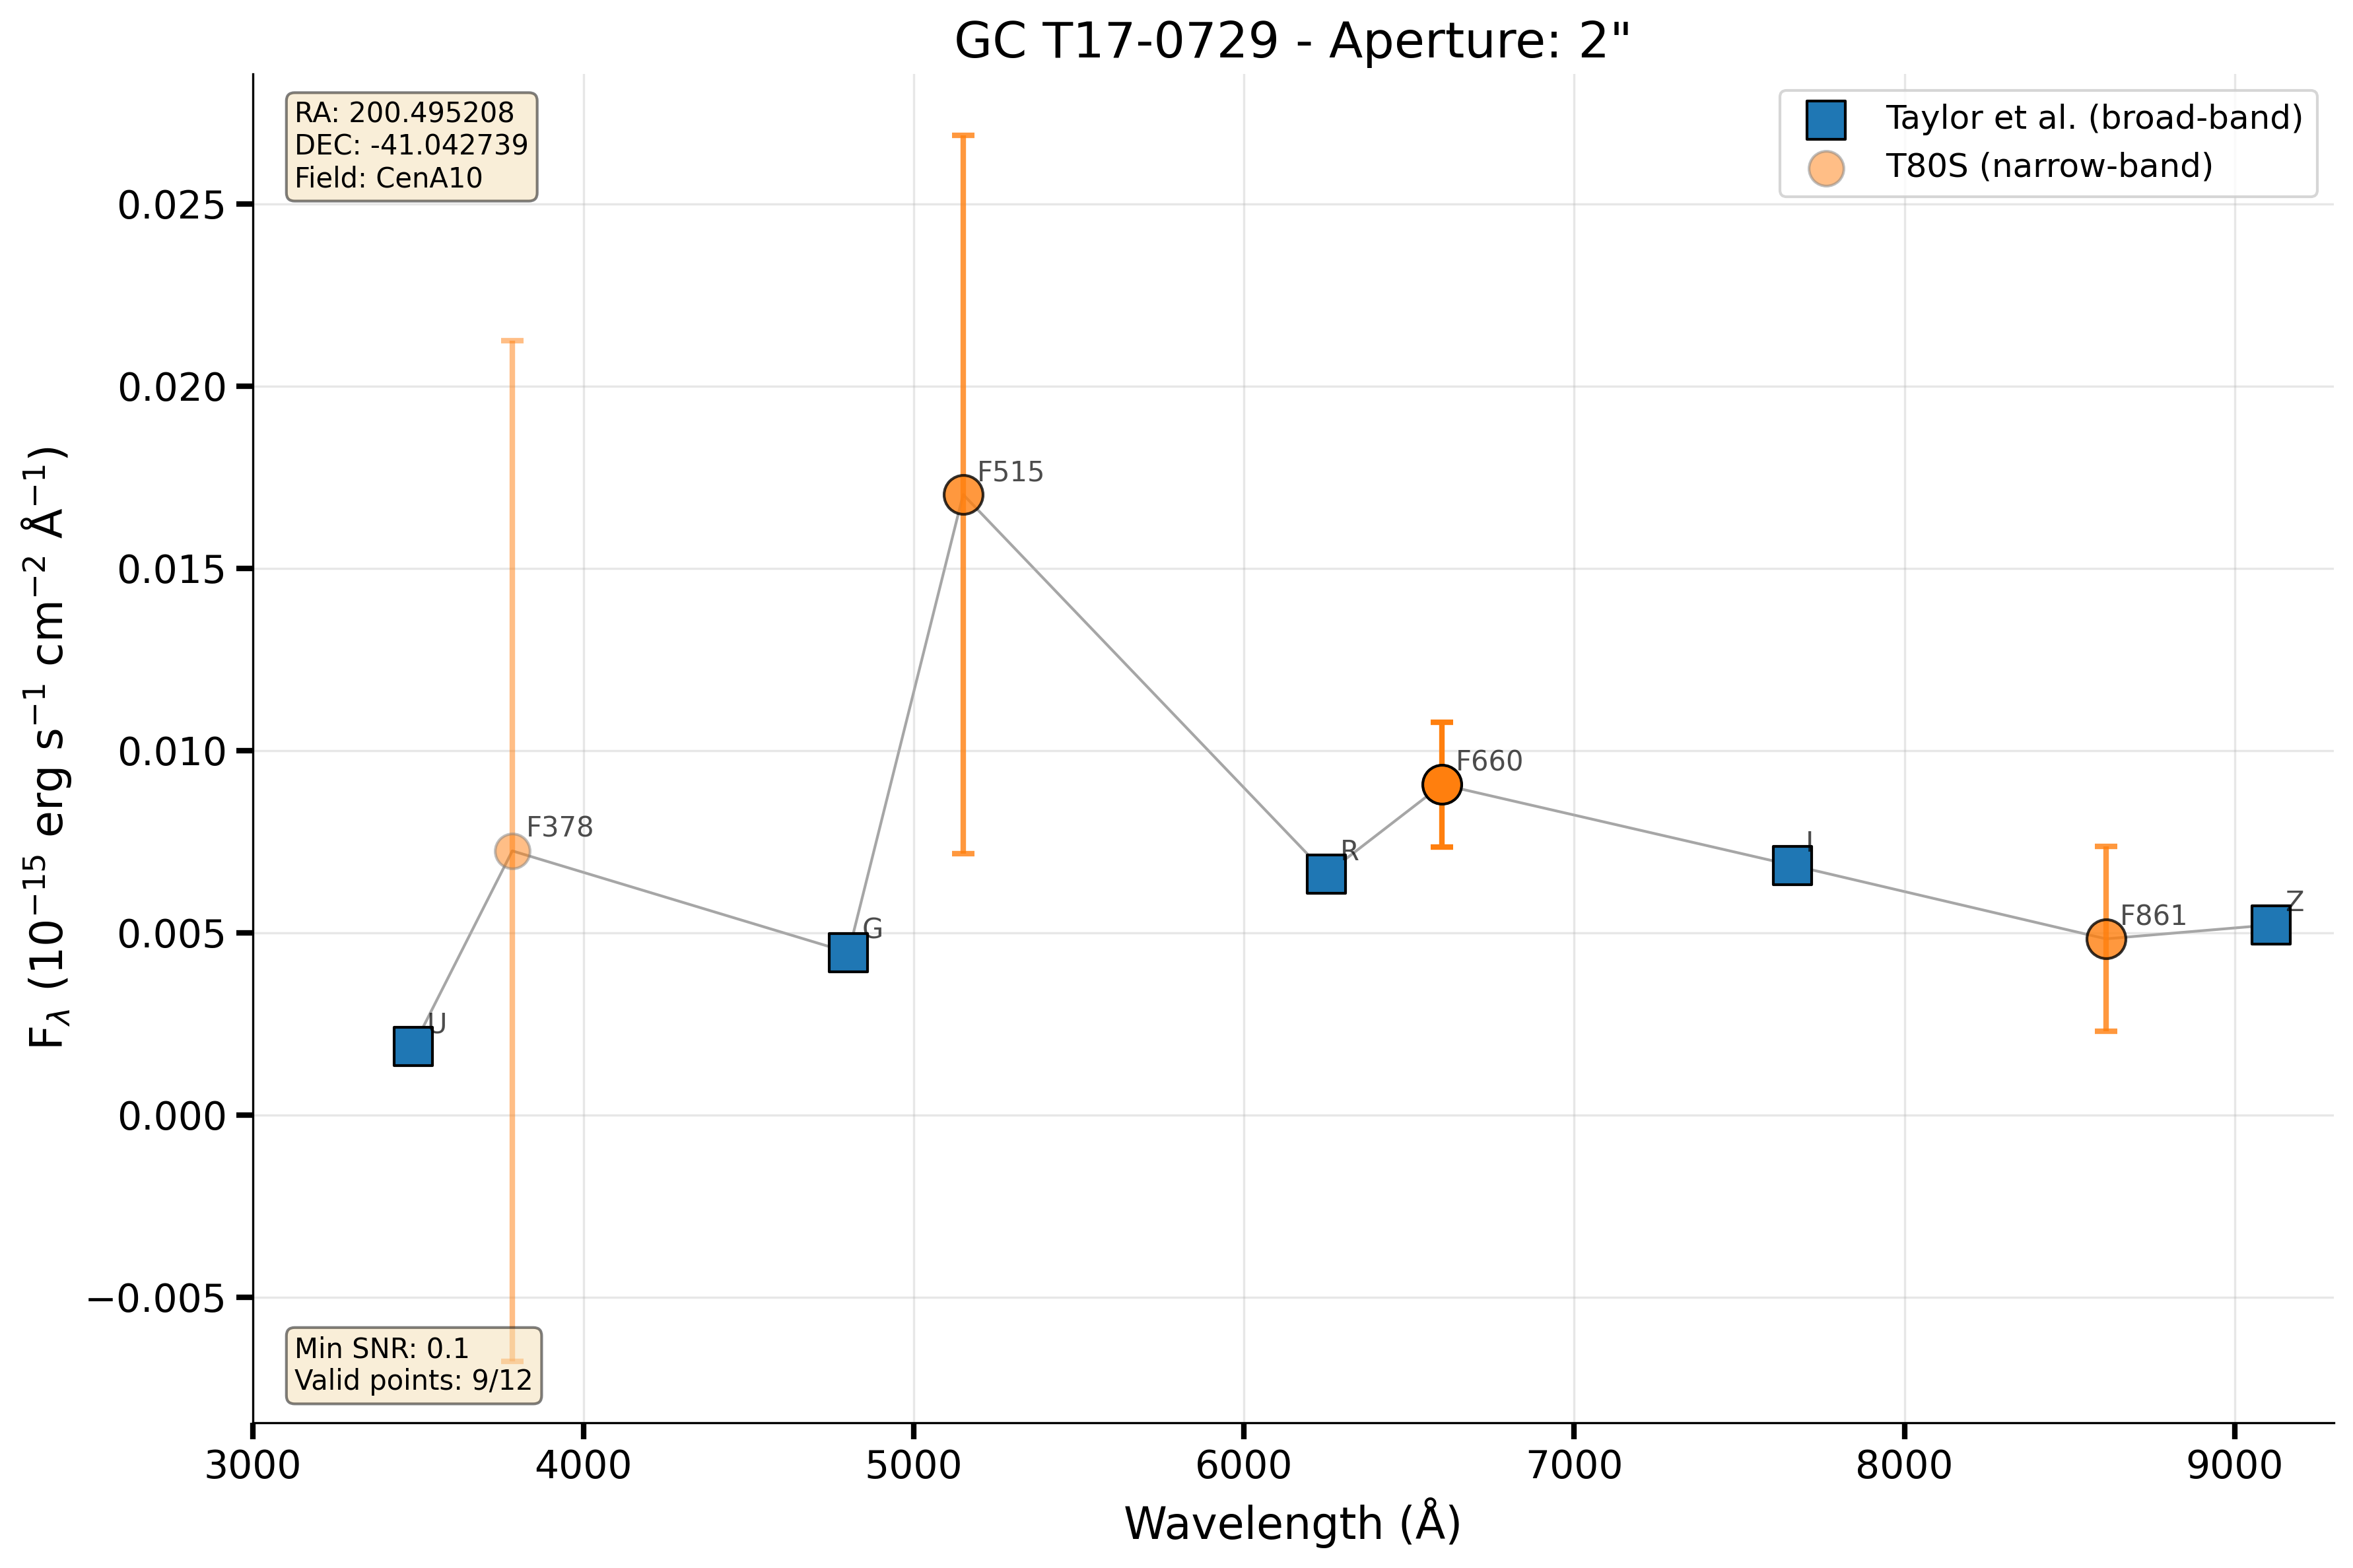 GC T17-0729 - Aperture: 2"
RA: 200.495208
DEC: -41.042739
Field: CenA10
Taylor et al. (broad-band)
T80S (narrow-band)
0.025
0.020
0.015
0.010
0.005
0.000
−0.005
F_λ (10⁻¹⁵ erg s⁻¹ cm⁻² Å⁻¹)
U
F378
G
F515
R
F660
I
F861
Z
Min SNR: 0.1
Valid points: 9/12
3000 4000 5000 6000 7000 8000 9000
Wavelength (Å)